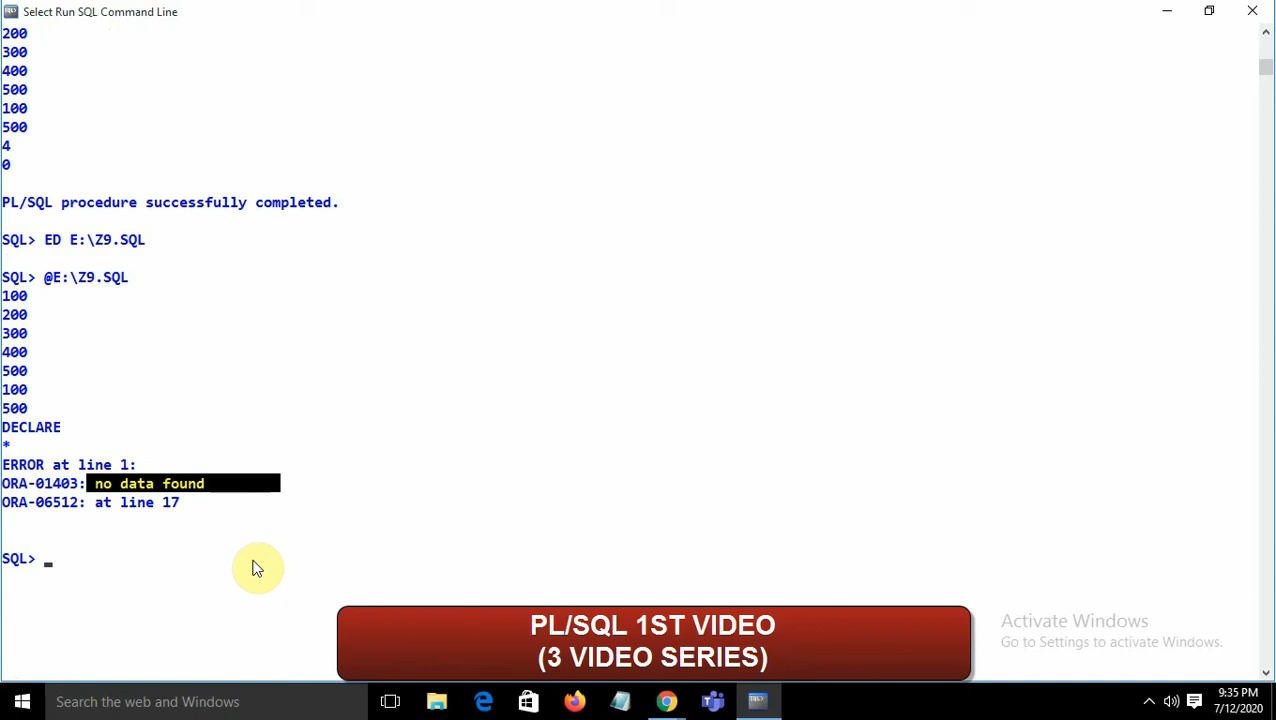 Select Run SQL Command Line
200
300
400
500
100
500
4
0
PL/SQL procedure successfully completed.
SQL> ED E:\Z9.SQL
SQL> @E:\Z9.SQL
100
200
300
400
500
100
500
DECLARE
*
ERROR at line 1:
ORA-01403: no data found
ORA-06512: at line 17
SQL>
PL/SQL 1ST VIDEO
(3 VIDEO SERIES)
Activate Windows
Go to Settings to activate Windows.
Search the web and Windows
9:35 PM
7/12/2020